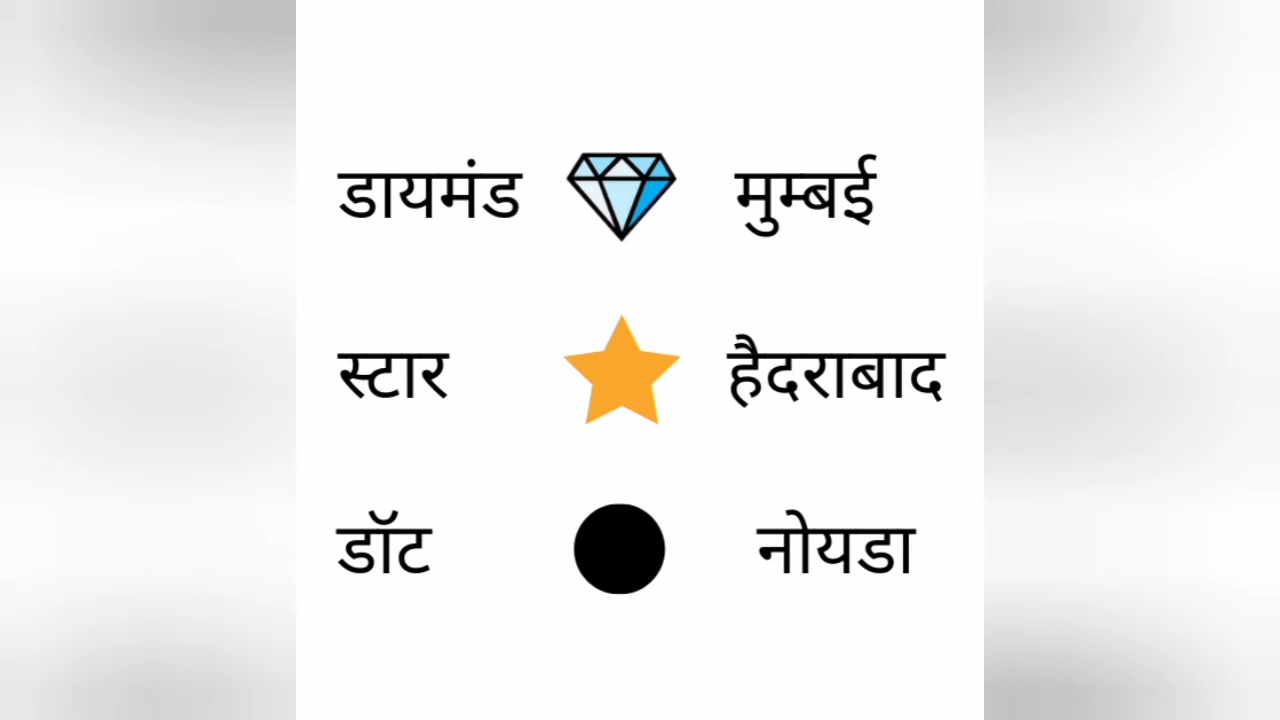 डायमंड मुम्बई
स्टार हैदराबाद
डॉट नोयडा